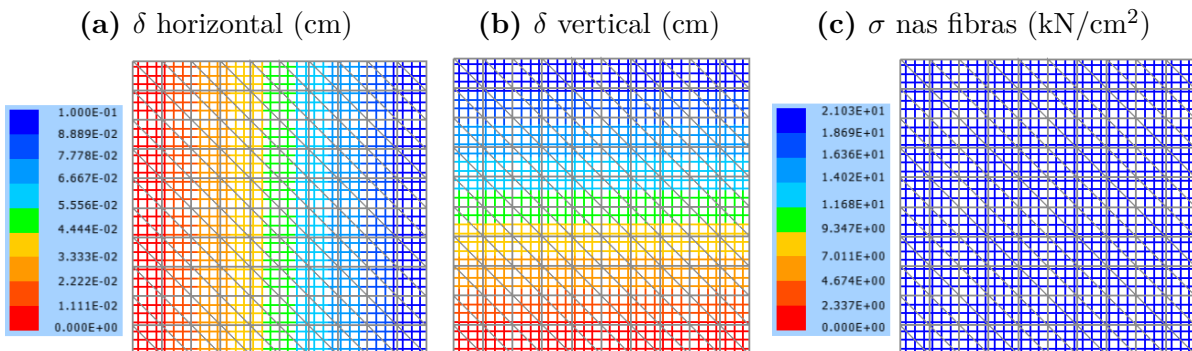 (a) δ horizontal (cm)
(b) δ vertical (cm)
(c) σ nas fibras (kN/cm²)
1.000E-01
8.889E-02
7.778E-02
6.667E-02
5.556E-02
4.444E-02
3.333E-02
2.222E-02
1.111E-02
0.000E+00
2.103E+01
1.869E+01
1.636E+01
1.402E+01
1.168E+01
9.347E+00
7.011E+00
4.674E+00
2.337E+00
0.000E+00